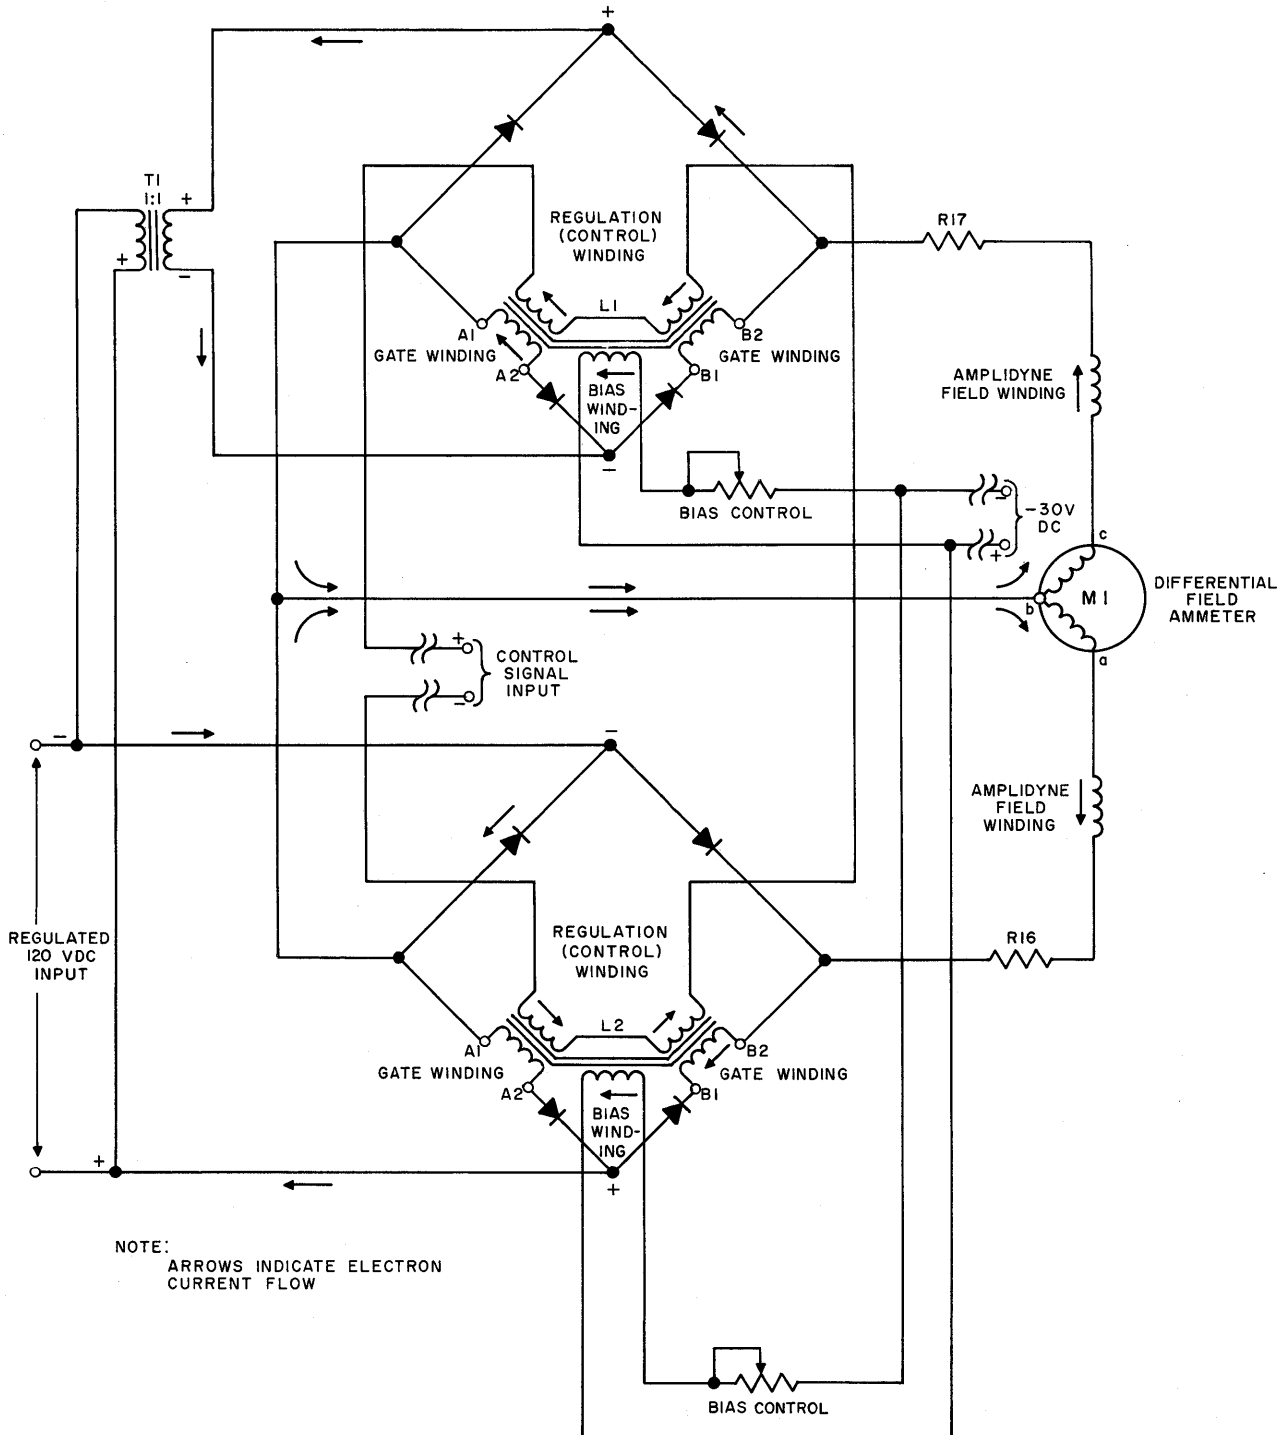 +
T1
1:1
+
+
−
REGULATION
(CONTROL)
WINDING
R17
L1
A1
GATE WINDING
A2
B2
GATE WINDING
B1
BIAS
WIND-
ING
−
AMPLIDYNE
FIELD WINDING
BIAS CONTROL
−
+
−30V
DC
c
b
M1
a
DIFFERENTIAL
FIELD
AMMETER
+
−
CONTROL
SIGNAL
INPUT
−
−
AMPLIDYNE
FIELD
WINDING
REGULATED
120 VDC
INPUT
REGULATION
(CONTROL)
WINDING
R16
L2
A1
GATE WINDING
A2
B2
GATE WINDING
B1
BIAS
WIND-
ING
+
+
NOTE:
ARROWS INDICATE ELECTRON
CURRENT FLOW
BIAS CONTROL